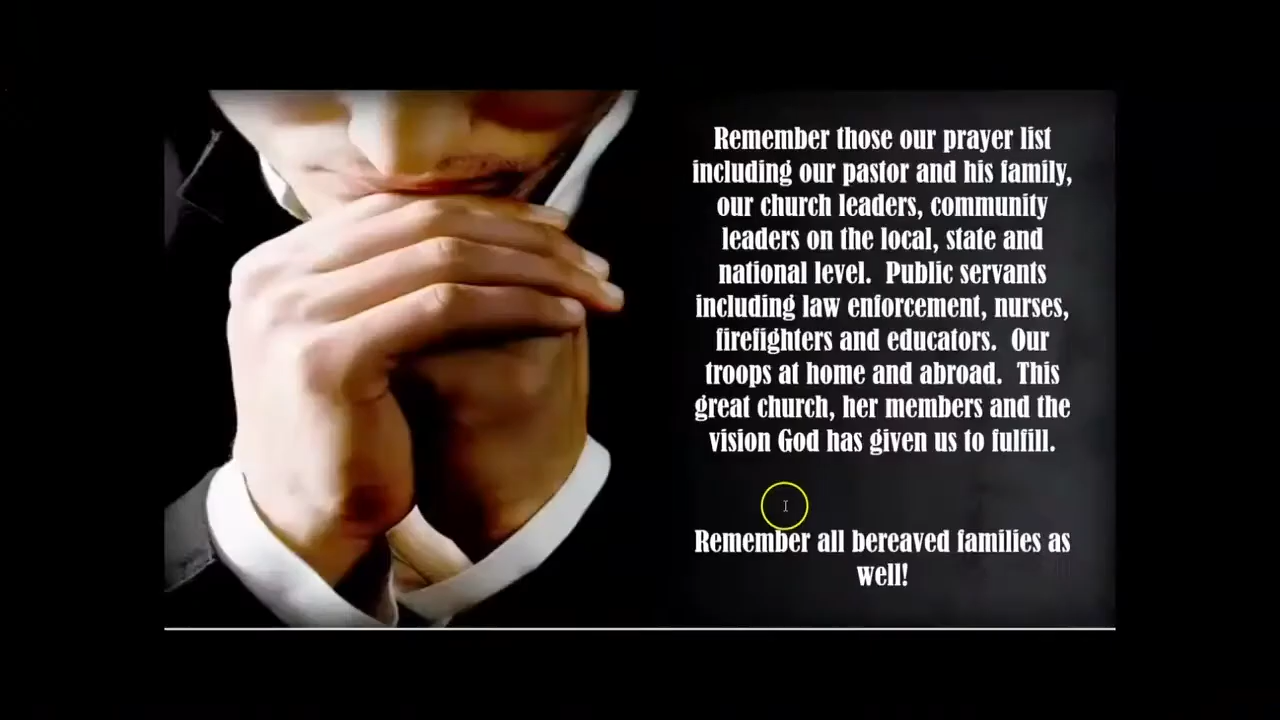 Remember those our prayer list
including our pastor and his family,
our church leaders, community
leaders on the local, state and
national level. Public servants
including law enforcement, nurses,
firefighters and educators. Our
troops at home and abroad. This
great church, her members and the
vision God has given us to fulfill.
Remember all bereaved families as
well!